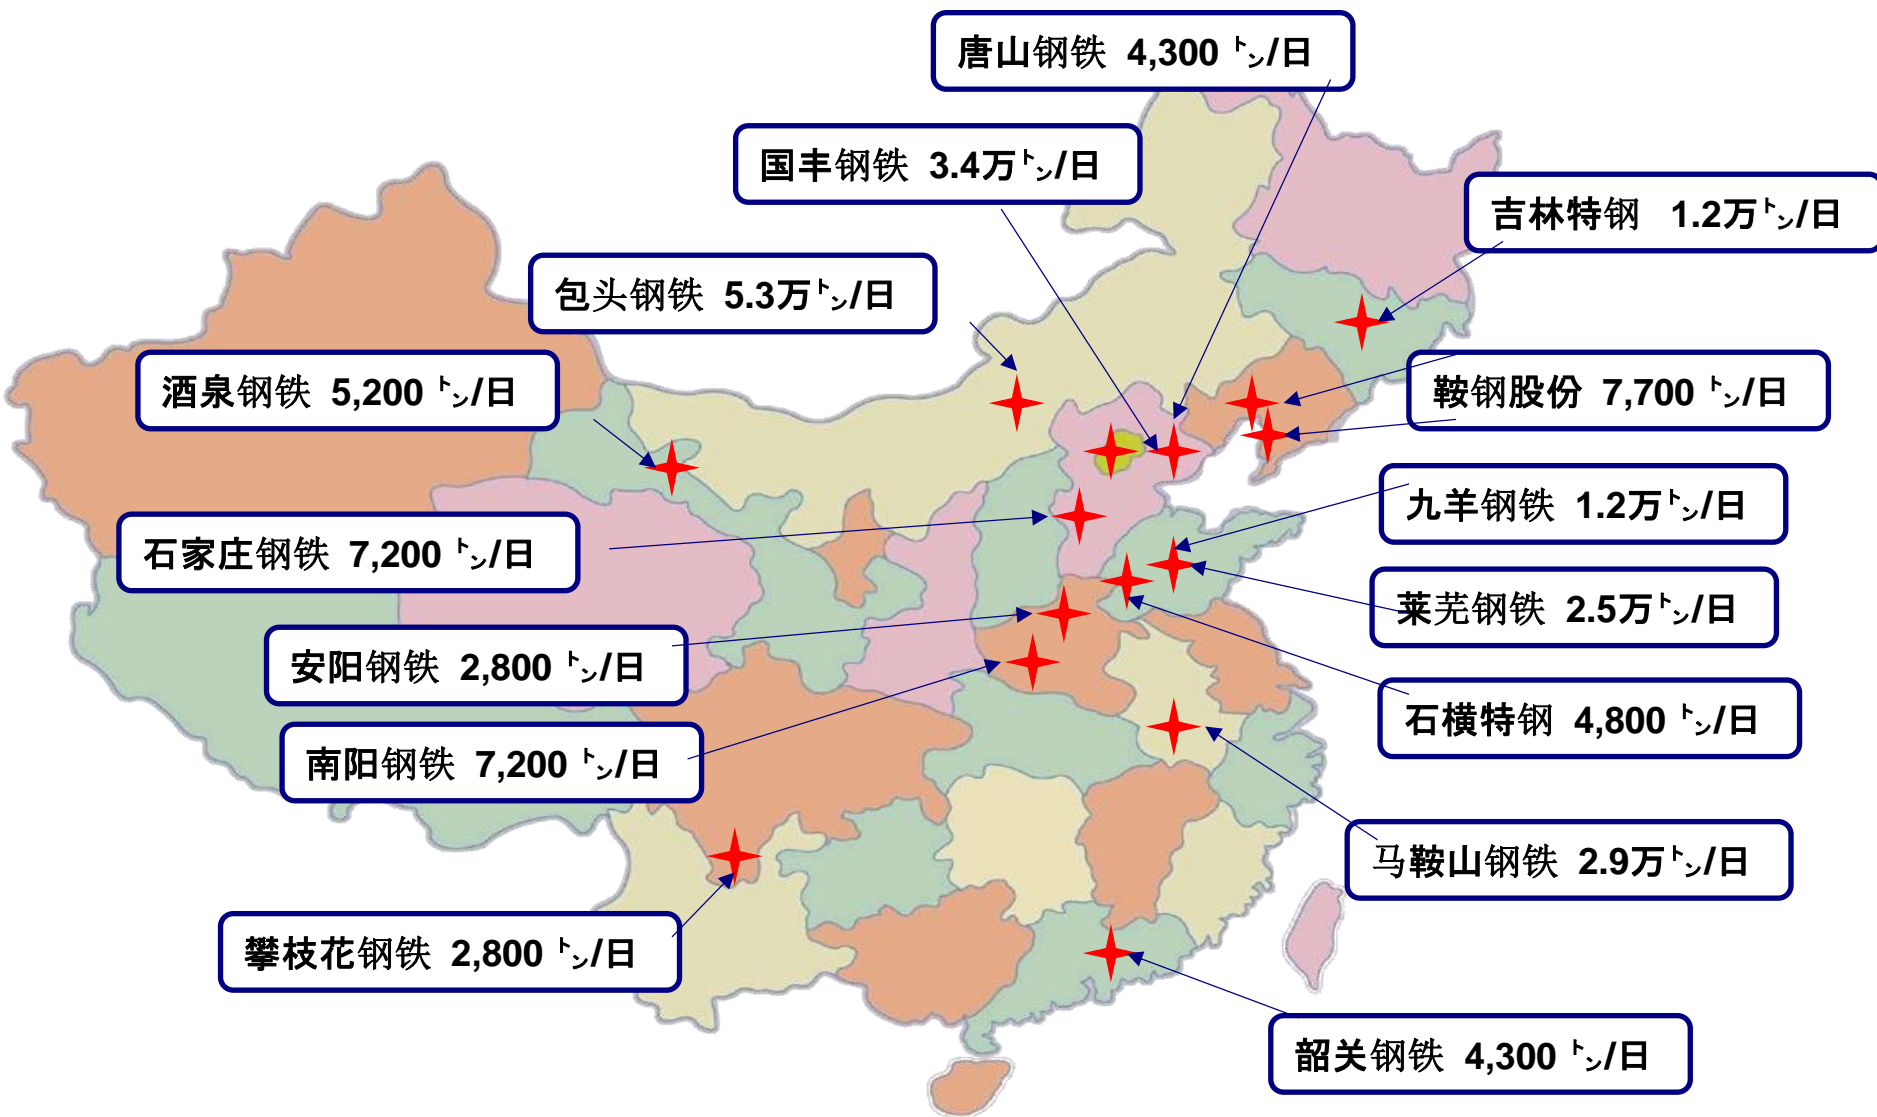 唐山钢铁 4,300 ㌧/日
国丰钢铁 3.4万㌧/日
吉林特钢 1.2万㌧/日
包头钢铁 5.3万㌧/日
酒泉钢铁 5,200 ㌧/日
鞍钢股份 7,700 ㌧/日
九羊钢铁 1.2万㌧/日
石家庄钢铁 7,200 ㌧/日
莱芜钢铁 2.5万㌧/日
安阳钢铁 2,800 ㌧/日
石横特钢 4,800 ㌧/日
南阳钢铁 7,200 ㌧/日
马鞍山钢铁 2.9万㌧/日
攀枝花钢铁 2,800 ㌧/日
韶关钢铁 4,300 ㌧/日